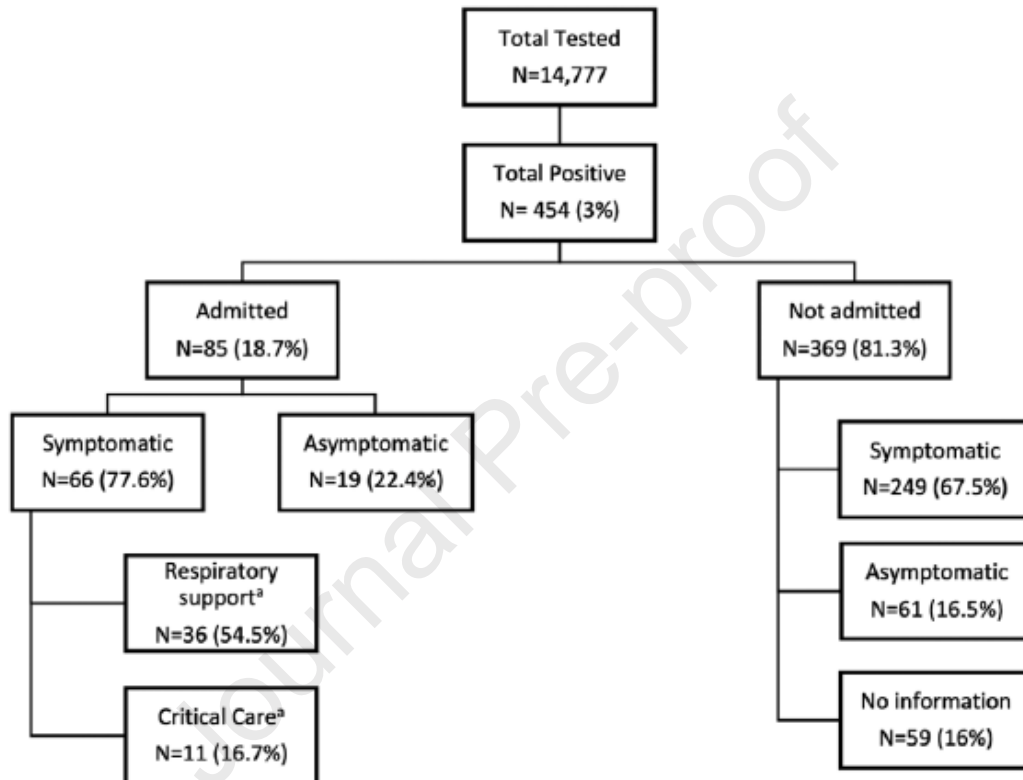 Total Tested
N=14,777
Total Positive
N= 454 (3%)
Admitted
N=85 (18.7%)
Not admitted
N=369 (81.3%)
Symptomatic
N=66 (77.6%)
Asymptomatic
N=19 (22.4%)
Symptomatic
N=249 (67.5%)
Respiratory
supportᵃ
N=36 (54.5%)
Asymptomatic
N=61 (16.5%)
Critical Careᵃ
N=11 (16.7%)
No information
N=59 (16%)
Journal Pre-proof